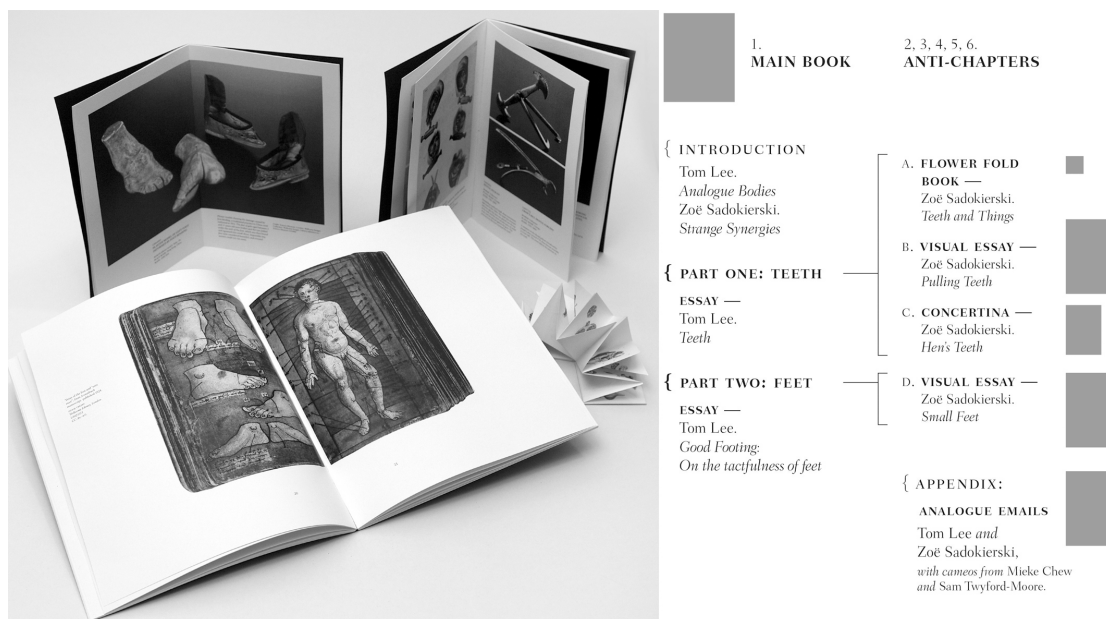 1.
MAIN BOOK
2, 3, 4, 5, 6.
ANTI-CHAPTERS
{ INTRODUCTION
Tom Lee.
Analogue Bodies
Zoë Sadokierski.
Strange Synergies
{ PART ONE: TEETH
ESSAY —
Tom Lee.
Teeth
{ PART TWO: FEET
ESSAY —
Tom Lee.
Good Footing:
On the tactfulness of feet
A. FLOWER FOLD
BOOK —
Zoë Sadokierski.
Teeth and Things
B. VISUAL ESSAY —
Zoë Sadokierski.
Pulling Teeth
C. CONCERTINA —
Zoë Sadokierski.
Hen's Teeth
D. VISUAL ESSAY —
Zoë Sadokierski.
Small Feet
{ APPENDIX:
ANALOGUE EMAILS
Tom Lee and
Zoë Sadokierski,
with cameos from Mieke Chew
and Sam Twyford-Moore.